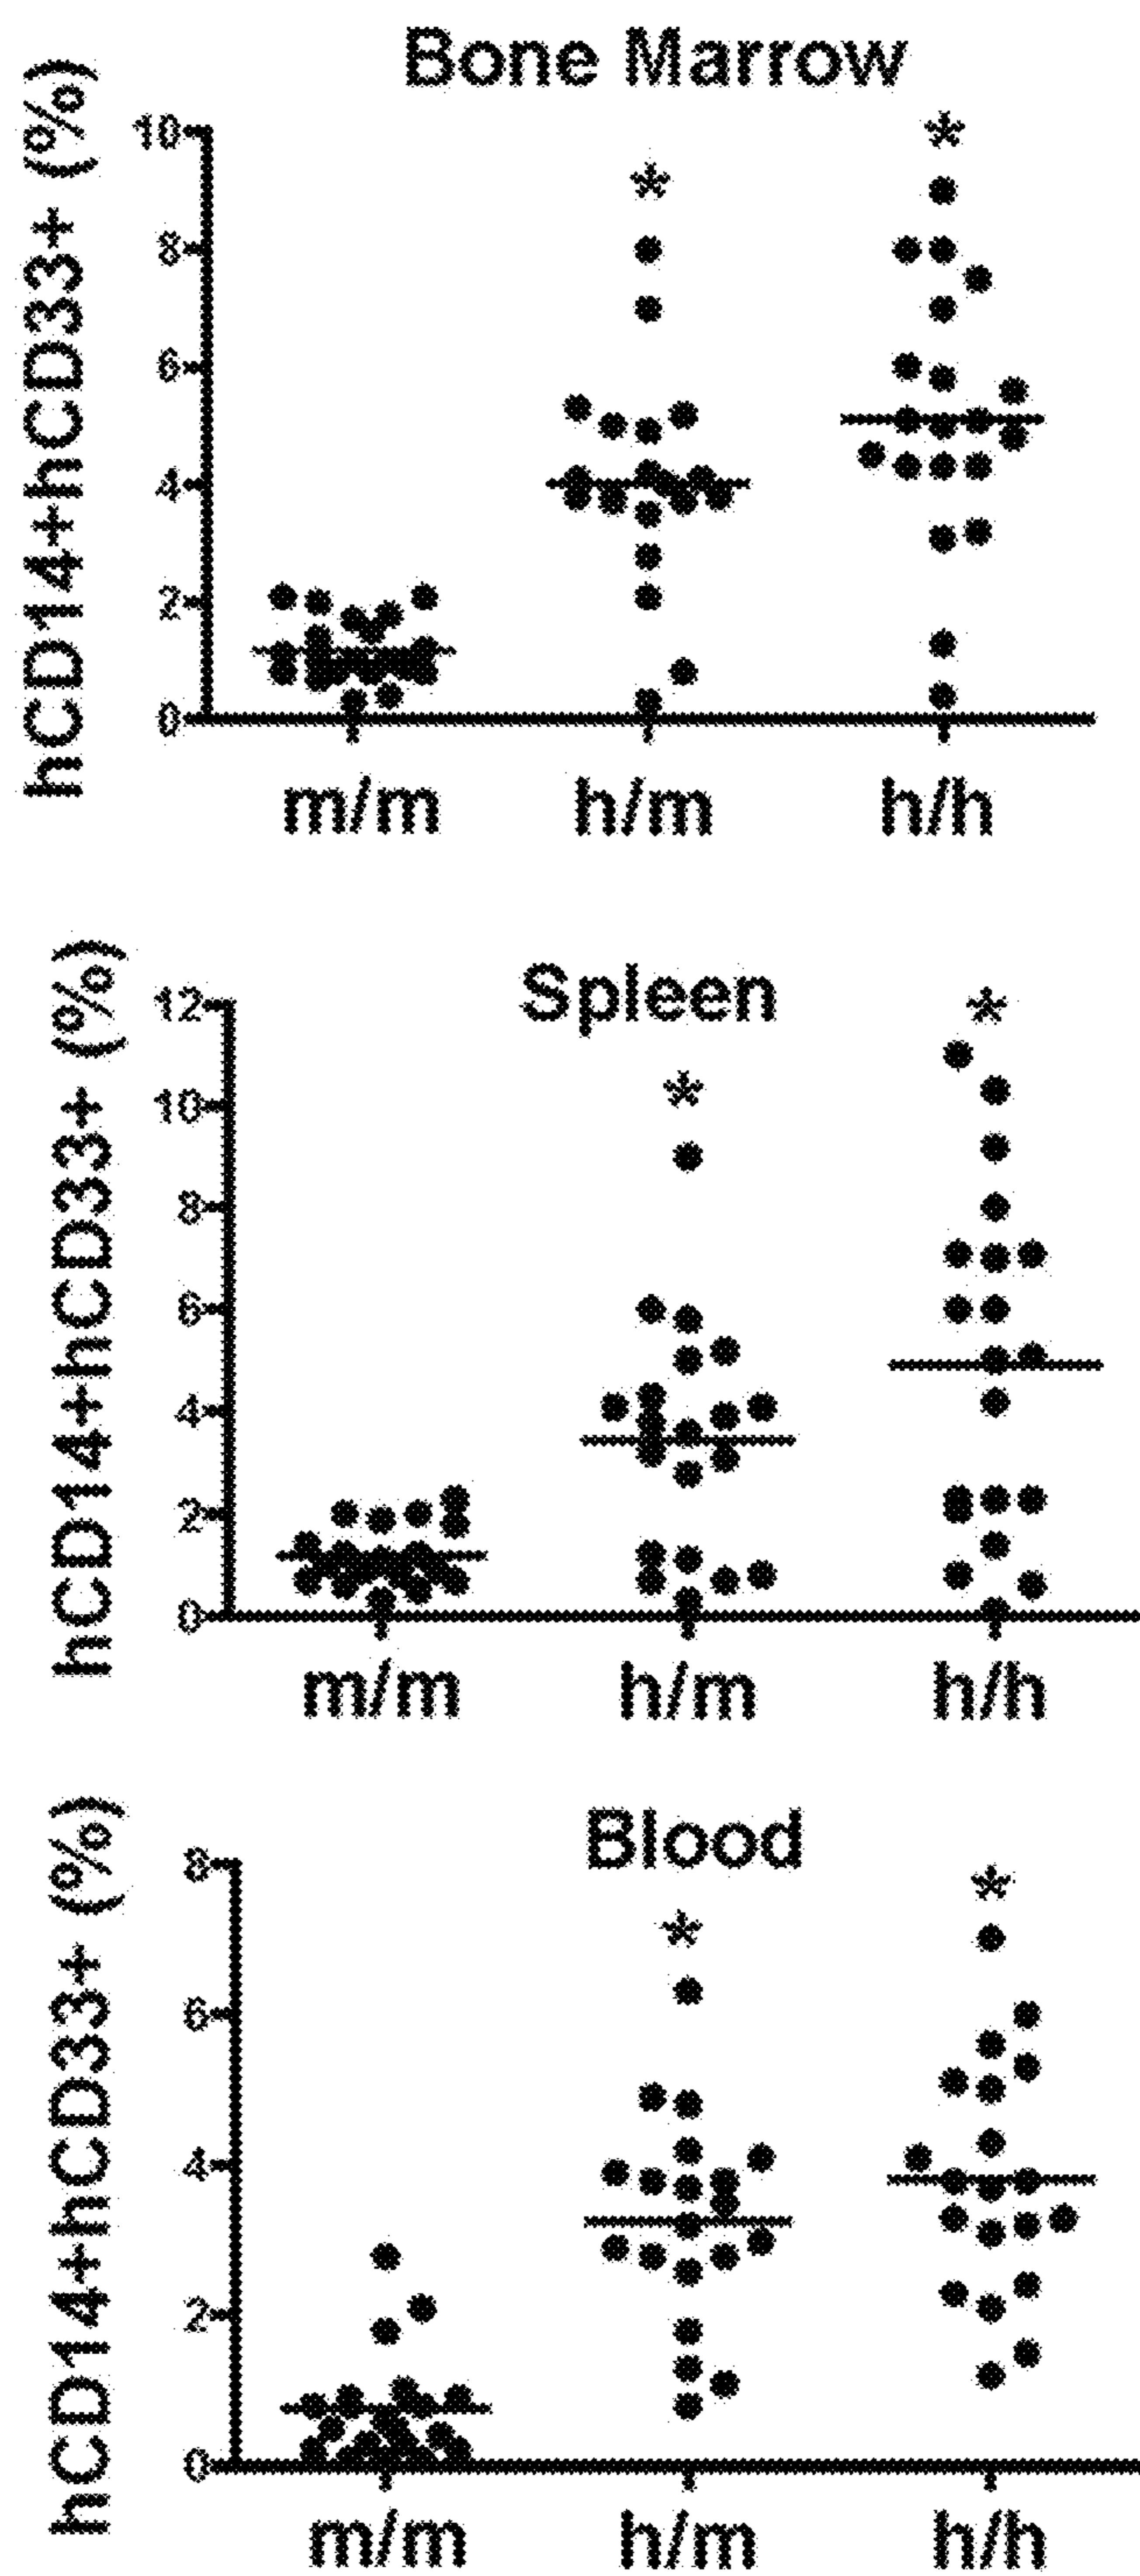 Bone Marrow
hCD14+hCD33+ (%)
10
*
*
8
6
4
2
0
m/m h/m h/h
Spleen
hCD14+hCD33+ (%)
12
*
10
*
8
6
4
2
0
m/m h/m h/h
Blood
hCD14+hCD33+ (%)
8
*
*
6
4
2
0
m/m h/m h/h